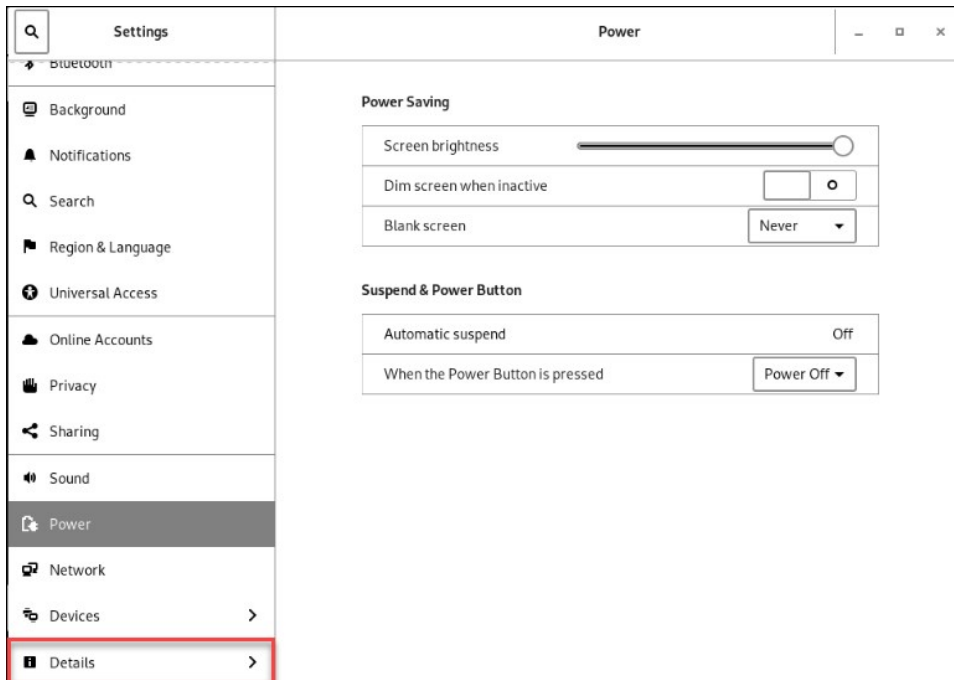 Settings
Power
Bluetooth
Background
Notifications
Search
Region & Language
Universal Access
Online Accounts
Privacy
Sharing
Sound
Power
Network
Devices
Details
Power Saving
Screen brightness
Dim screen when inactive
Blank screen Never
Suspend & Power Button
Automatic suspend Off
When the Power Button is pressed Power Off